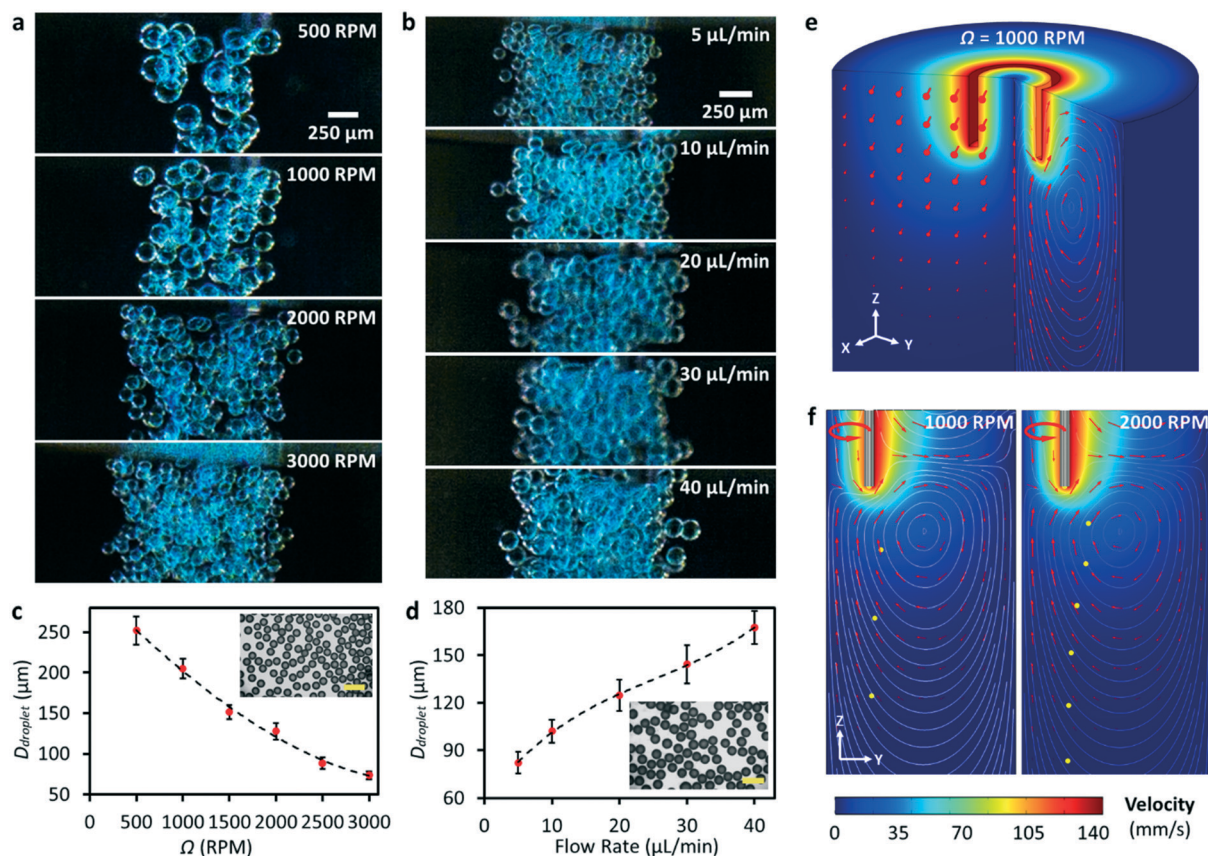 a
500 RPM
250 µm
1000 RPM
2000 RPM
3000 RPM
b
5 µL/min
250 µm
10 µL/min
20 µL/min
30 µL/min
40 µL/min
c
D_droplet (µm)
250
200
150
100
50
0 500 1000 1500 2000 2500 3000
Ω (RPM)
d
D_droplet (µm)
180
150
120
90
60
0 10 20 30 40
Flow Rate (µL/min)
e
Ω = 1000 RPM
Z
X Y
f
1000 RPM
2000 RPM
Z
Y
Velocity
0 35 70 105 140 (mm/s)